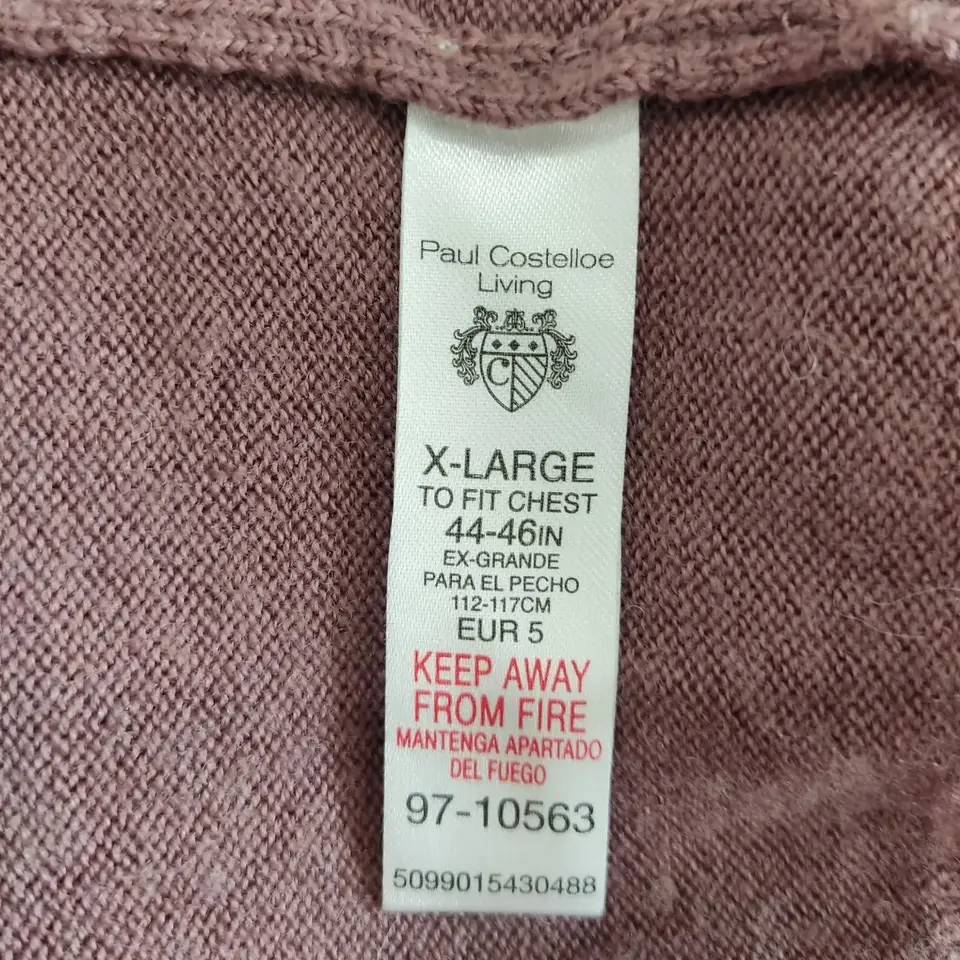 Paul Costelloe
Living
C
X-LARGE
TO FIT CHEST
44-46IN
EX-GRANDE
PARA EL PECHO
112-117CM
EUR 5
KEEP AWAY
FROM FIRE
MANTENGA APARTADO
DEL FUEGO
97-10563
5099015430488